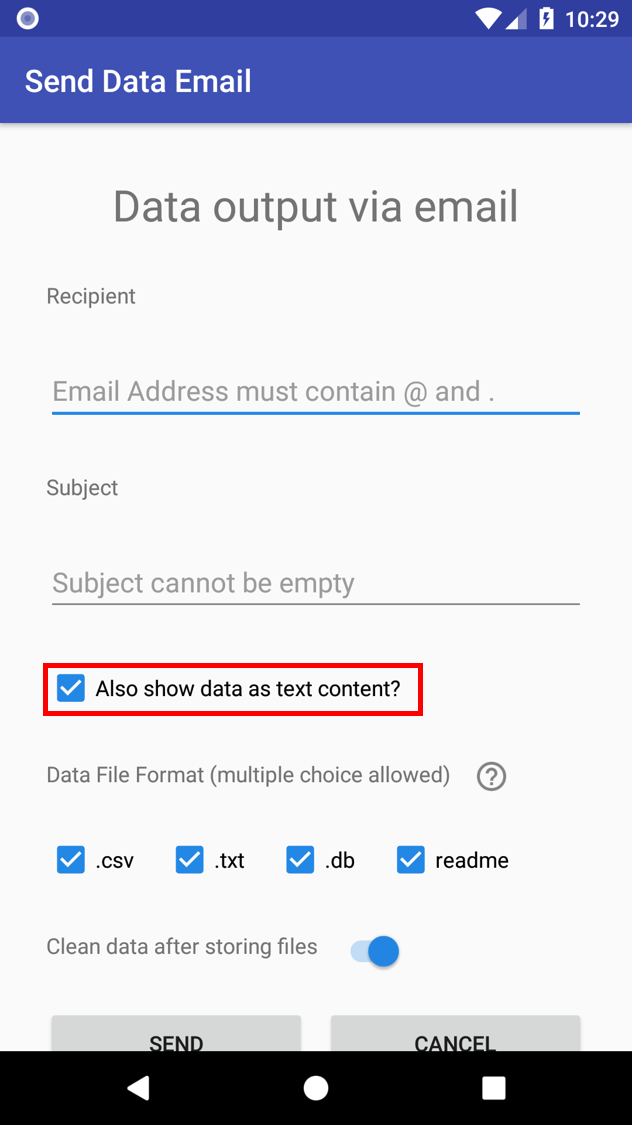 10:29
Send Data Email
Data output via email
Recipient
Email Address must contain @ and .
Subject
Subject cannot be empty
Also show data as text content?
Data File Format (multiple choice allowed) ?
.csv .txt .db readme
Clean data after storing files
SEND CANCEL